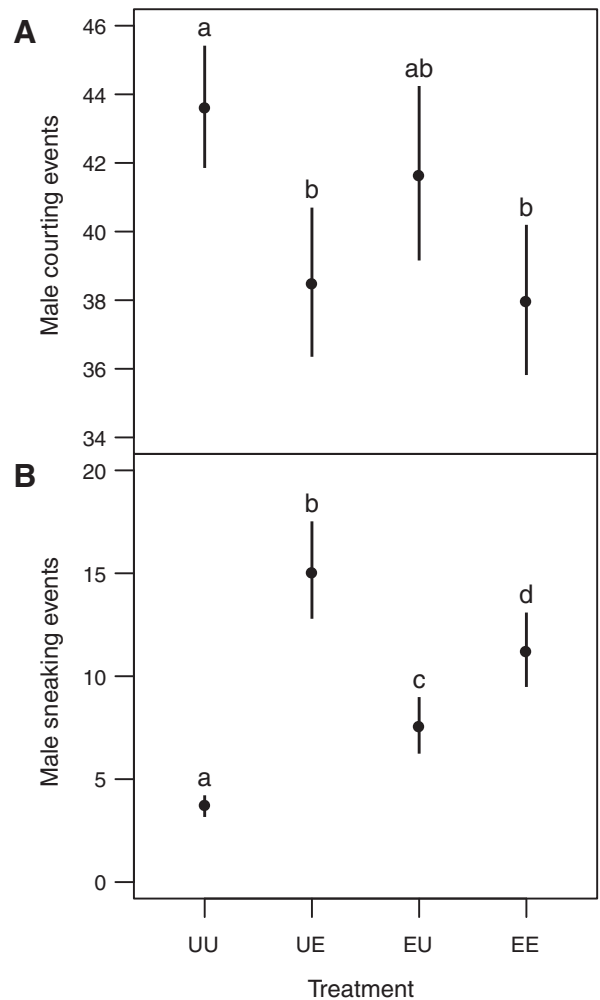 A
Male courting events
46
44
42
40
38
36
34
a
b
ab
b
B
Male sneaking events
20
15
10
5
0
a
b
c
d
UU UE EU EE
Treatment